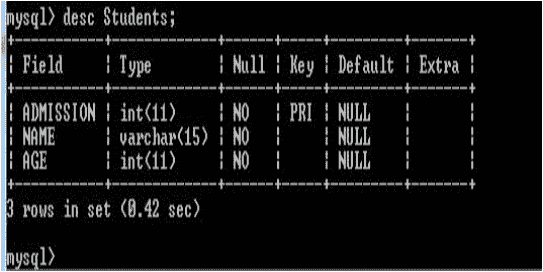 mysql> desc Students;
+-----------+-------------+------+-----+---------+-------+
| Field     | Type        | Null | Key | Default | Extra |
+-----------+-------------+------+-----+---------+-------+
| ADMISSION | int(11)     | NO   | PRI | NULL    |       |
| NAME      | varchar(15) | NO   |     | NULL    |       |
| AGE       | int(11)     | NO   |     | NULL    |       |
+-----------+-------------+------+-----+---------+-------+
3 rows in set (0.42 sec)
mysql>